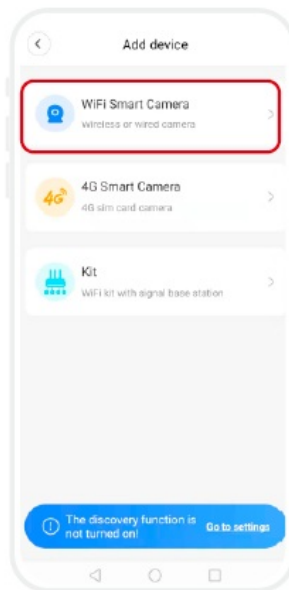 Add device
WiFi Smart Camera
Wireless or wired camera
4G
4G Smart Camera
4G sim card camera
Kit
WiFi kit with signal base station
The discovery function is
not turned on!
Go to settings